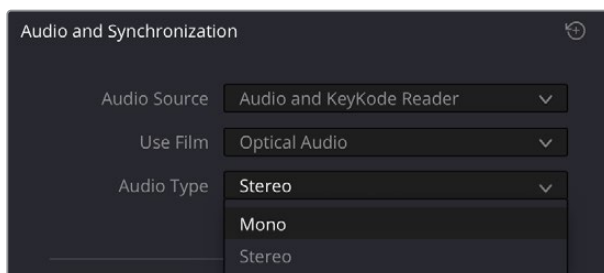 Audio and Synchronization
Audio Source Audio and KeyKode Reader
Use Film Optical Audio
Audio Type Stereo
Mono
Stereo